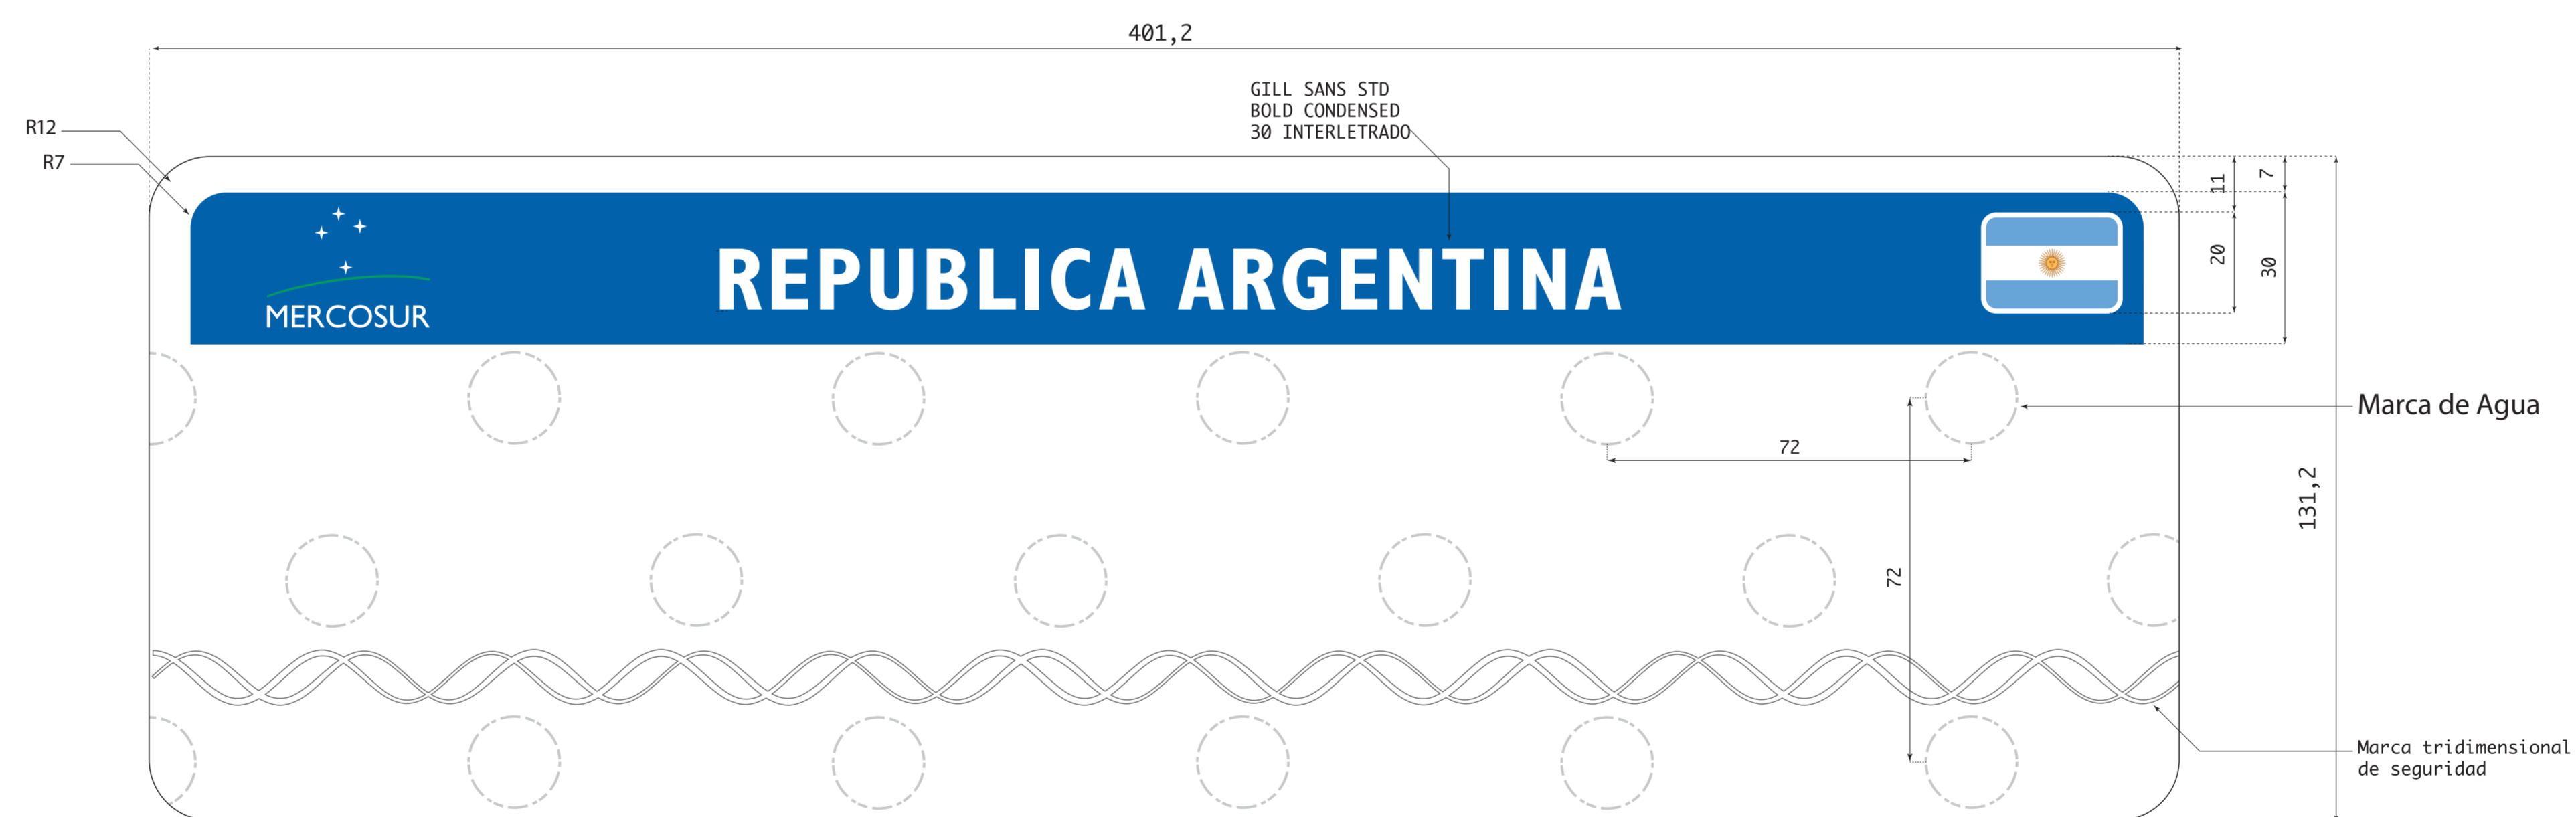 401,2
GILL SANS STD
BOLD CONDENSED
30 INTERLETRADO
R12
R7
11
7
20
30
MERCOSUR
REPUBLICA ARGENTINA
Marca de Agua
72
131,2
72
Marca tridimensional
de seguridad